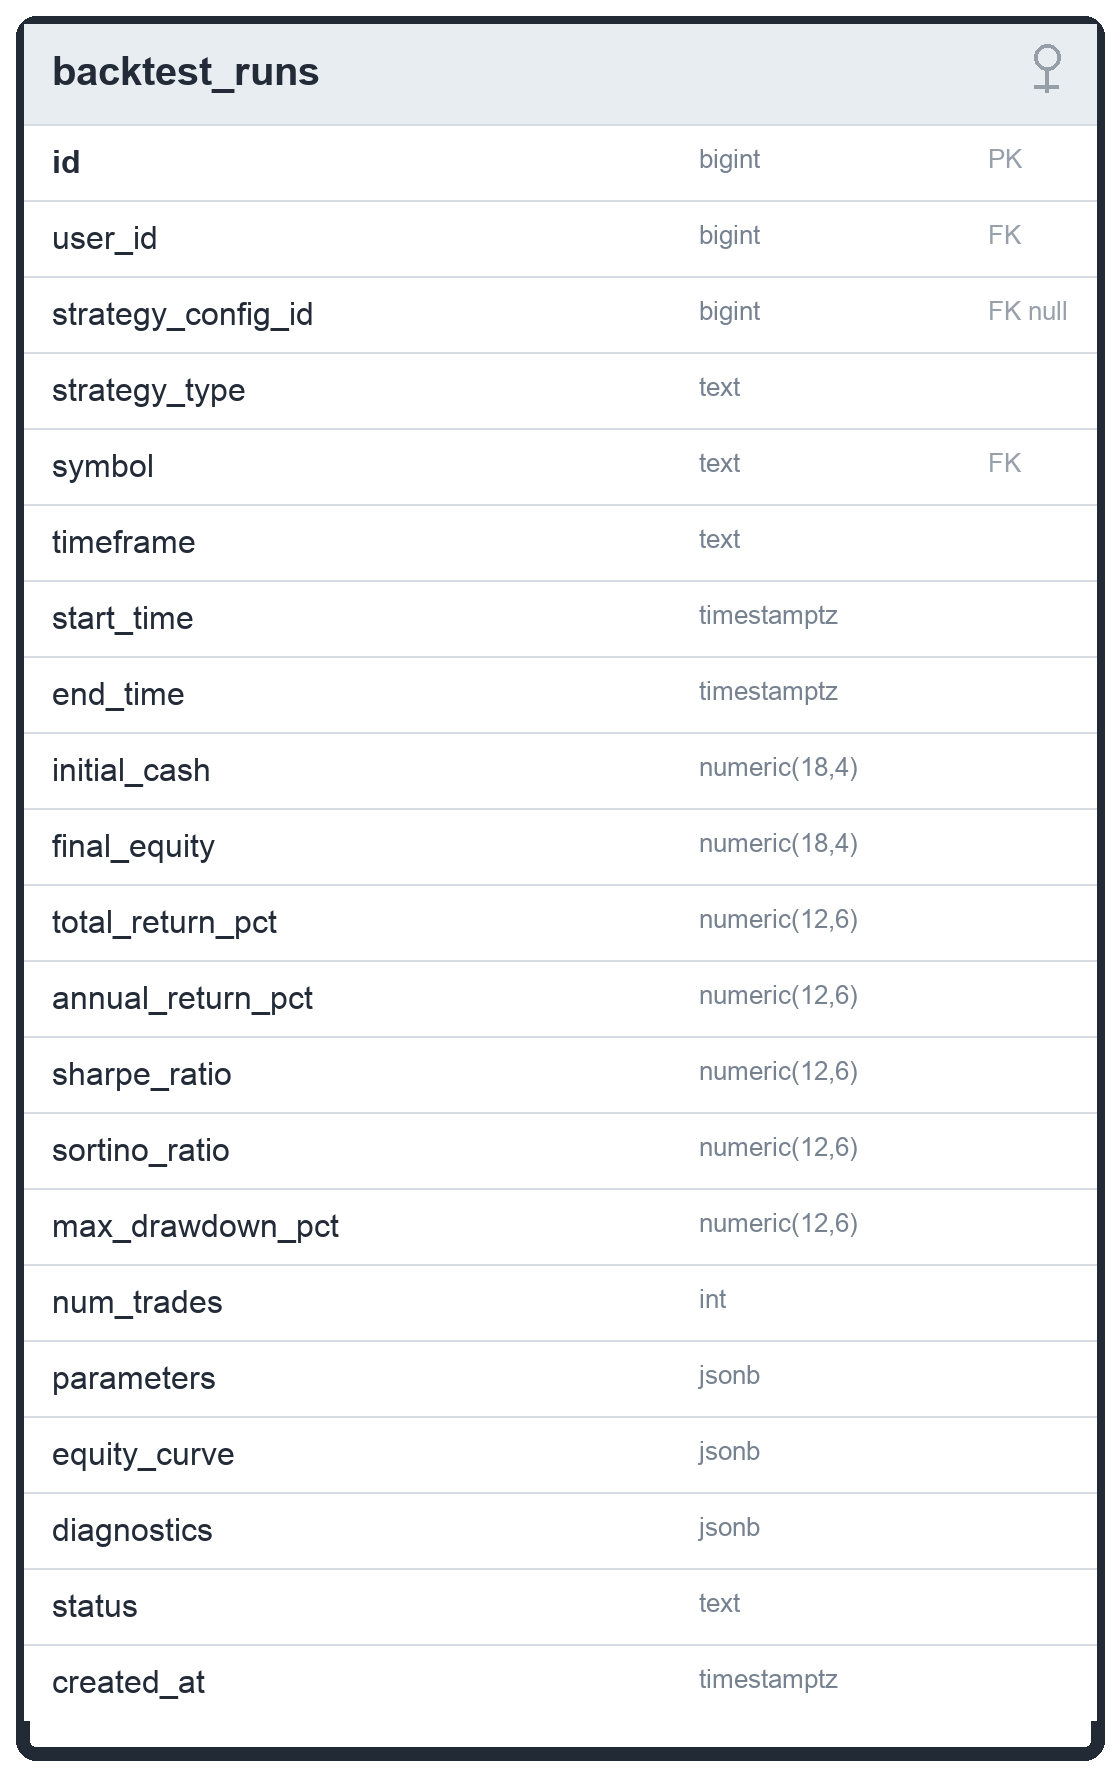 backtest_runs
id bigint PK
user_id bigint FK
strategy_config_id bigint FK null
strategy_type text
symbol text FK
timeframe text
start_time timestamptz
end_time timestamptz
initial_cash numeric(18,4)
final_equity numeric(18,4)
total_return_pct numeric(12,6)
annual_return_pct numeric(12,6)
sharpe_ratio numeric(12,6)
sortino_ratio numeric(12,6)
max_drawdown_pct numeric(12,6)
num_trades int
parameters jsonb
equity_curve jsonb
diagnostics jsonb
status text
created_at timestamptz